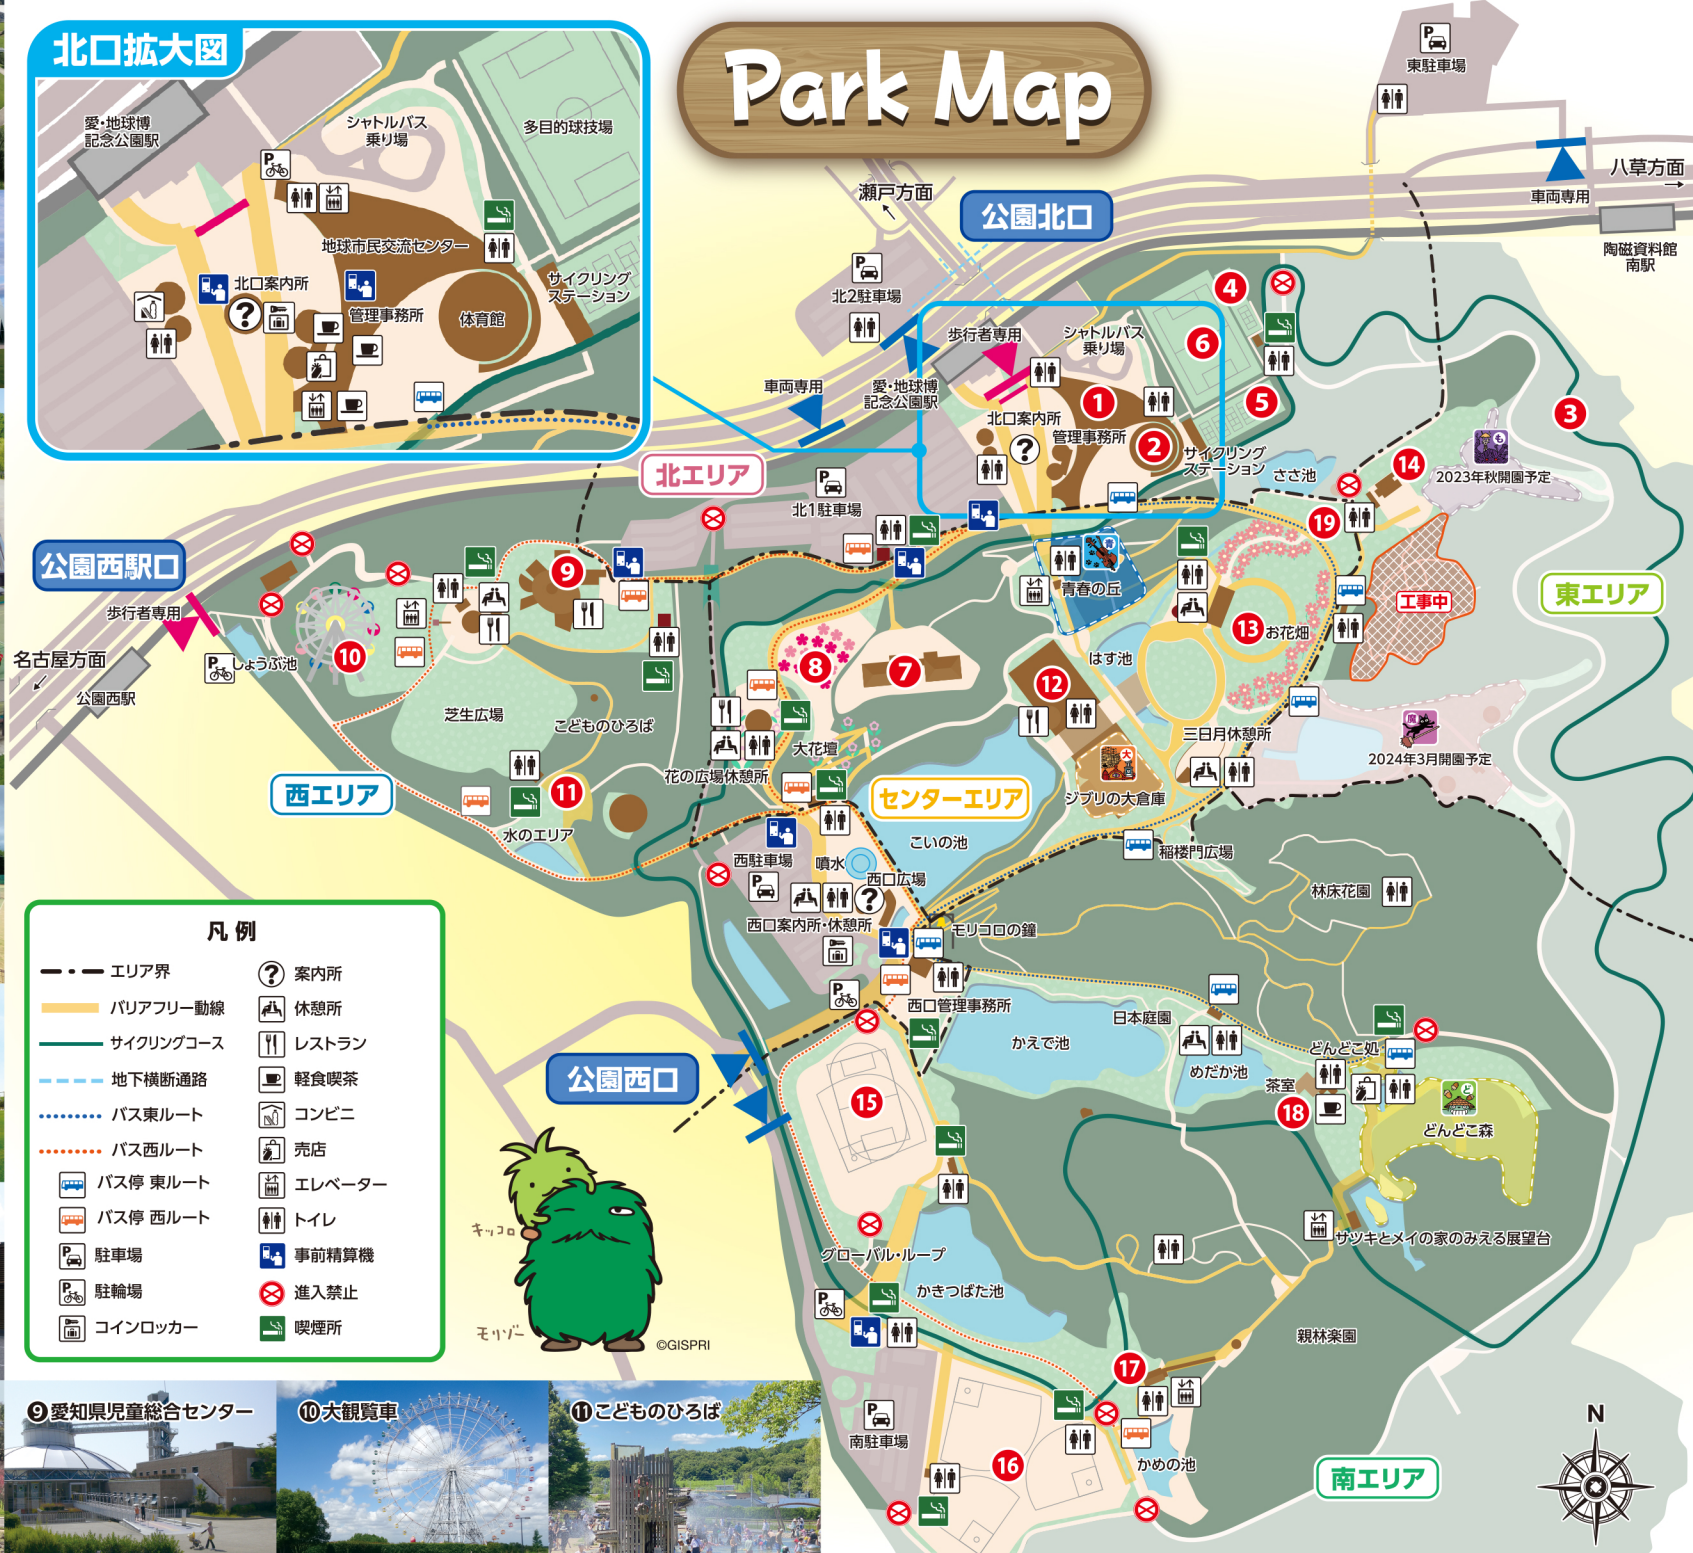 北口拡大図
愛・地球博
記念公園駅
シャトルバス
乗り場
多目的球技場
P
地球市民交流センター
サイクリング
ステーション
北口案内所
?
管理事務所
体育館
Park Map
P
東駐車場
八草方面
→
車両専用
陶磁資料館
南駅
瀬戸方面
←
公園北口
P
北2駐車場
歩行者専用
シャトルバス
乗り場
車両専用
愛・地球博
記念公園駅
北口案内所
?
管理事務所
サイクリング
ステーション
1
2
3
4
5
6
ささ池
14
も
2023年秋開園予定
19
北エリア
P
北1駐車場
公園西駅口
歩行者専用
名古屋方面
←
公園西駅
P
しょうぶ池
9
10
芝生広場
こどものひろば
11
水のエリア
西エリア
青
青春の丘
工事中
東エリア
13
お花畑
はす池
8
7
12
大花壇
花の広場休憩所
三日月休憩所
魔
2024年3月開園予定
大
ジブリの大倉庫
センターエリア
こいの池
稲楼門広場
西駐車場
P
噴水
西口広場
?
西口案内所・休憩所
モリコロの鐘
林床花園
P
西口管理事務所
かえで池
日本庭園
めだか池
どんどこ処
茶室
18
ど
どんどこ森
公園西口
15
サツキとメイの家のみえる展望台
グローバル・ループ
かきつばた池
P
親林楽園
17
P
南駐車場
16
かめの池
南エリア
N
凡例
エリア界
バリアフリー動線
サイクリングコース
地下横断通路
バス東ルート
バス西ルート
バス停 東ルート
バス停 西ルート
P
駐車場
P
駐輪場
コインロッカー
?
案内所
休憩所
レストラン
軽食喫茶
コンビニ
売店
エレベーター
トイレ
事前精算機
進入禁止
喫煙所
キッコロ
モリゾー
©GISPRI
9愛知県児童総合センター
10大観覧車
11こどものひろば